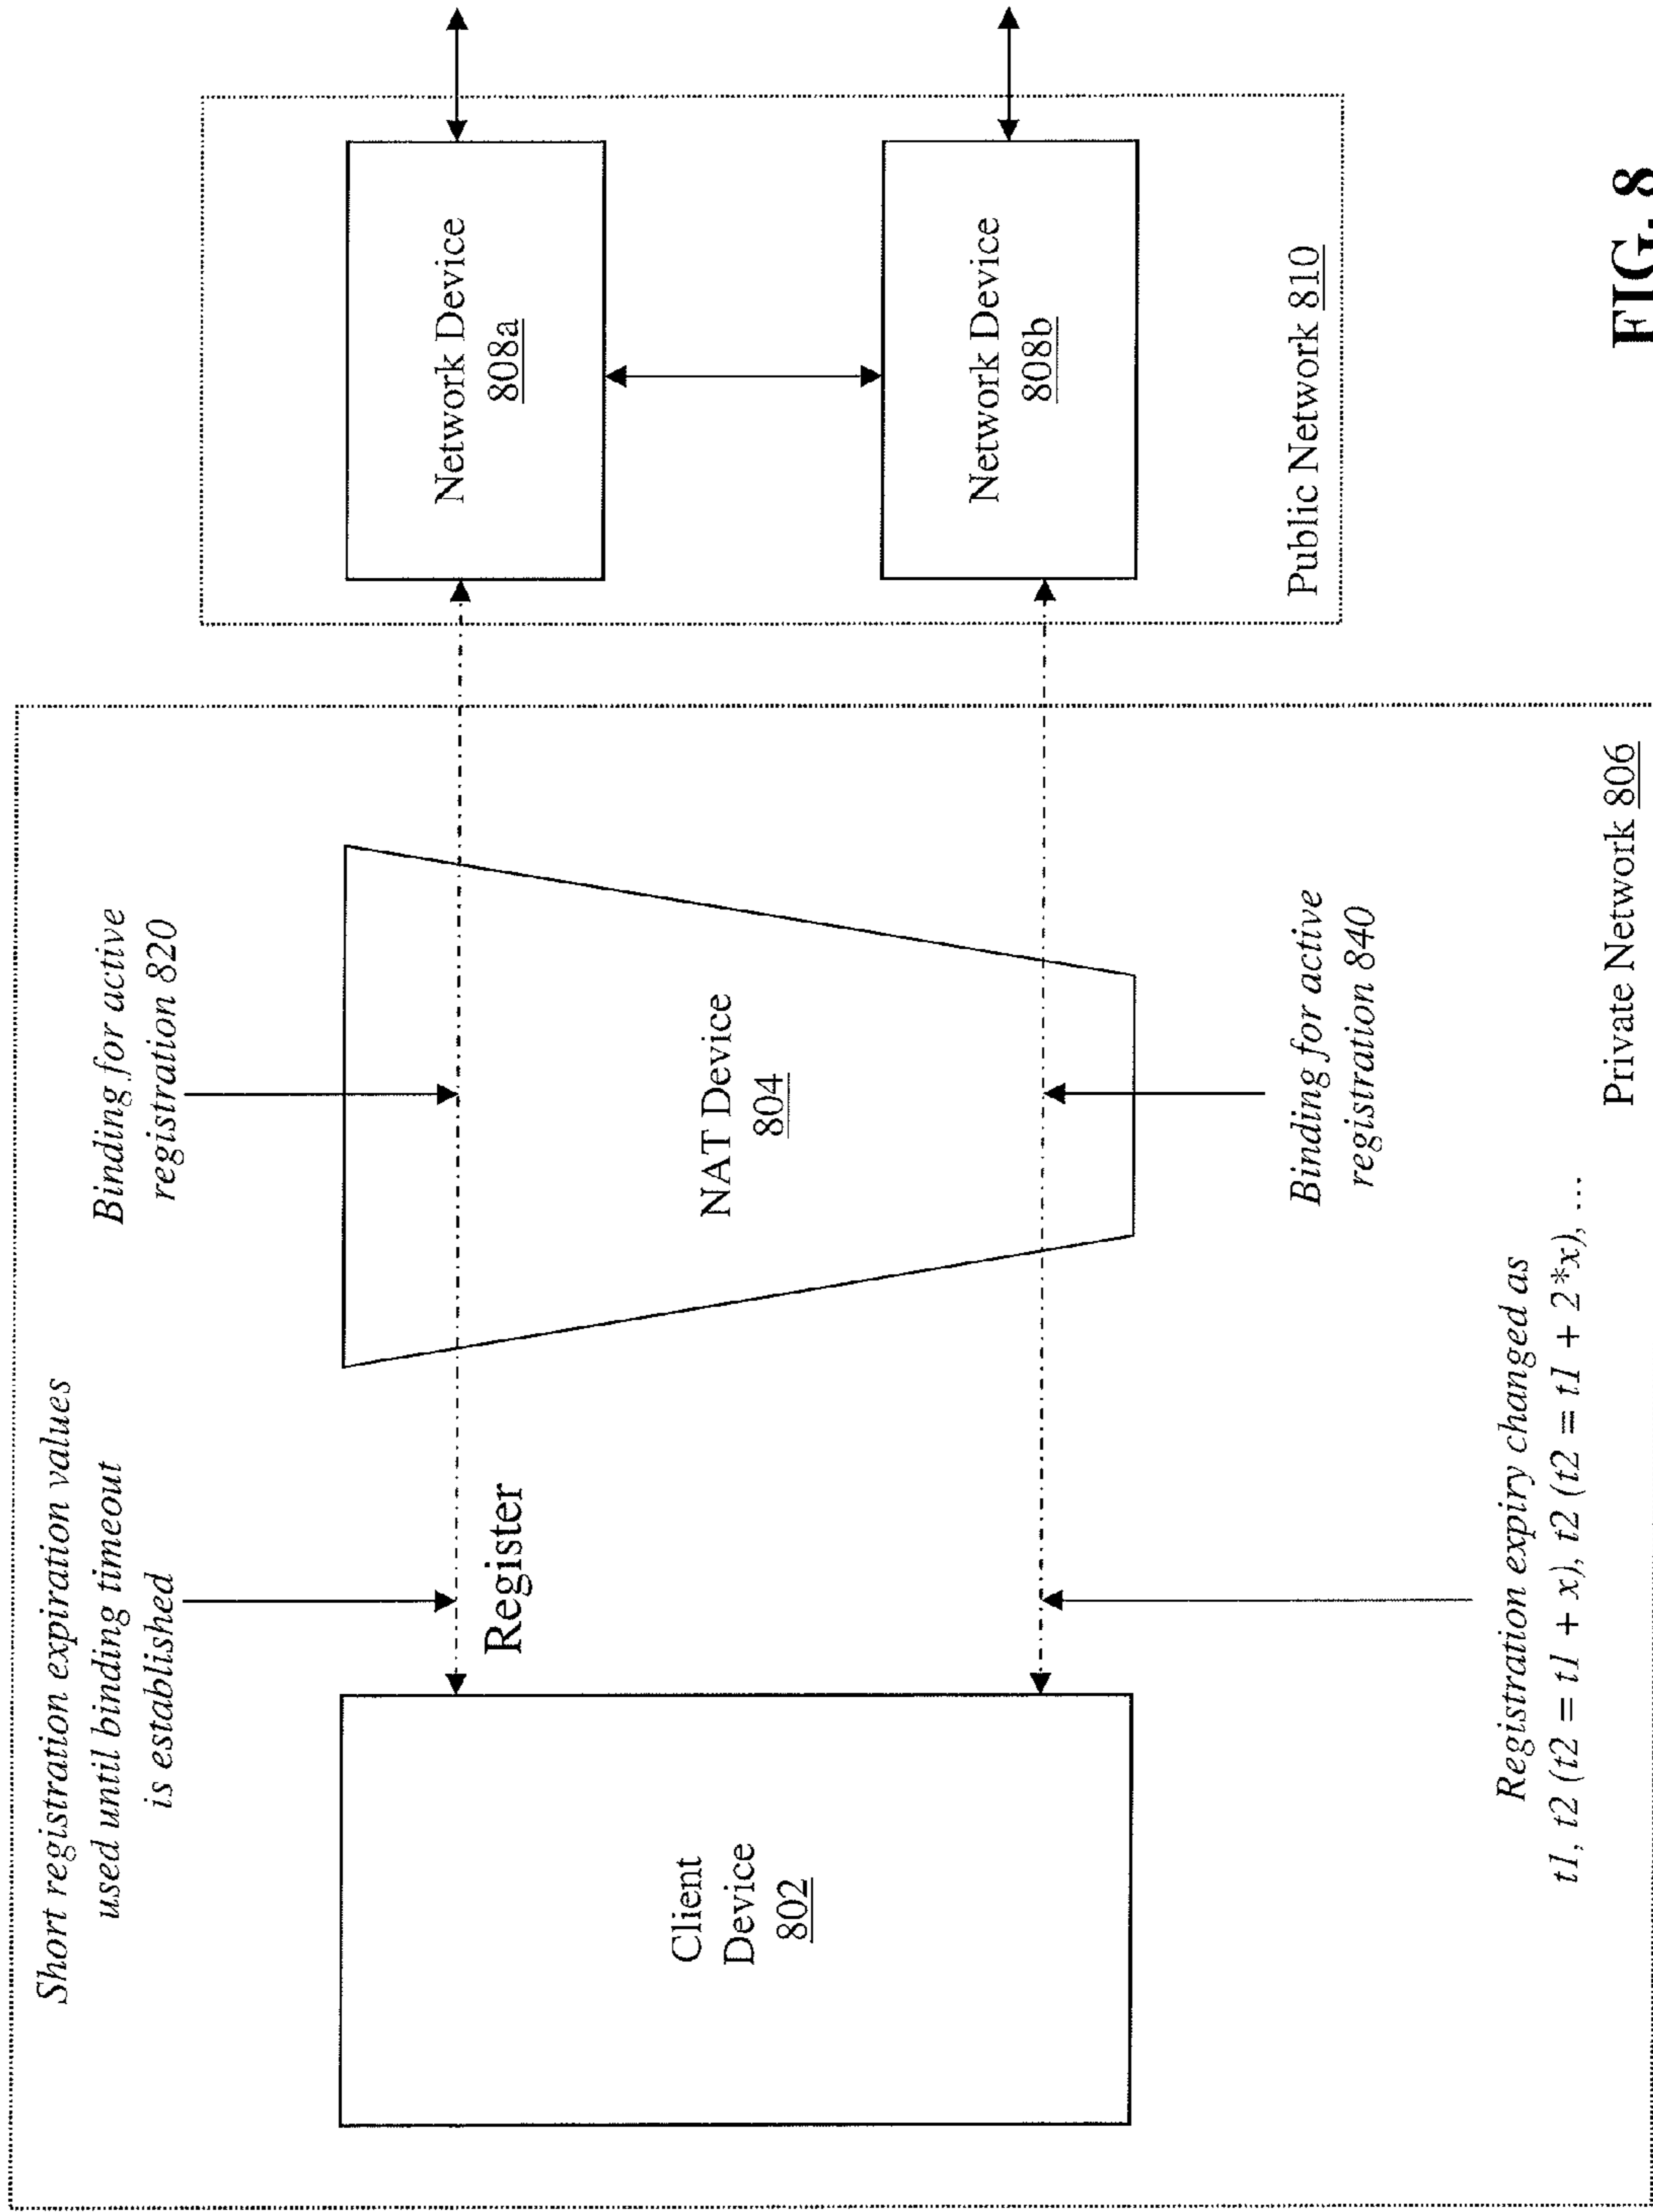 Short registration expiration values
used until binding timeout
is established
Binding for active
registration 820
Register
Client
Device
802
NAT Device
804
Network Device
808a
Network Device
808b
Public Network 810
Binding for active
registration 840
Registration expiry changed as
t1, t2 (t2 = t1 + x), t2 (t2 = t1 + 2*x), ...
Private Network 806
FIG. 8